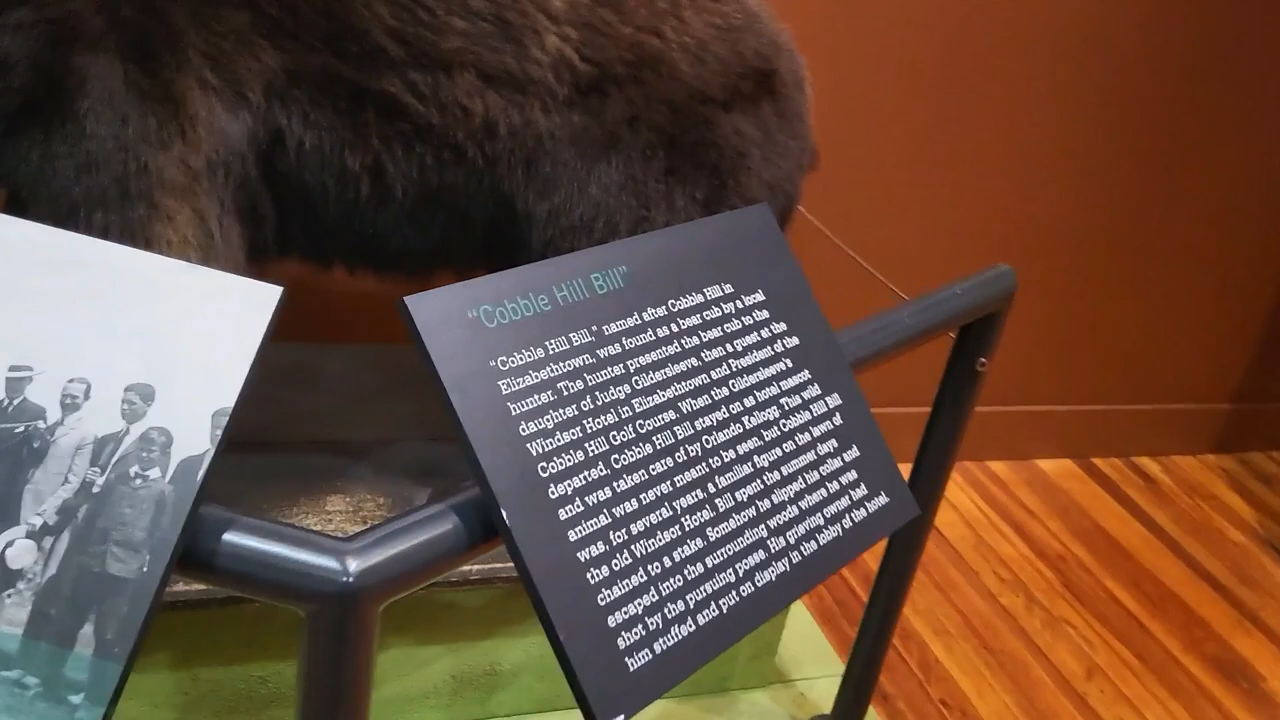 “Cobble Hill Bill”
“Cobble Hill Bill,” named after Cobble Hill in
Elizabethtown, was found as a bear cub by a local
hunter. The hunter presented the bear cub to the
daughter of Judge Gildersleeve, then a guest at the
Windsor Hotel in Elizabethtown and President of the
Cobble Hill Golf Course. When the Gildersleeve's
departed, Cobble Hill Bill stayed on as hotel mascot
and was taken care of by Orlando Kellogg. This wild
animal was never meant to be seen, but Cobble Hill Bill
was, for several years, a familiar figure on the lawn of
the old Windsor Hotel. Bill spent the summer days
chained to a stake. Somehow he slipped his collar and
escaped into the surrounding woods where he was
shot by the pursuing posse. His grieving owner had
him stuffed and put on display in the lobby of the hotel.